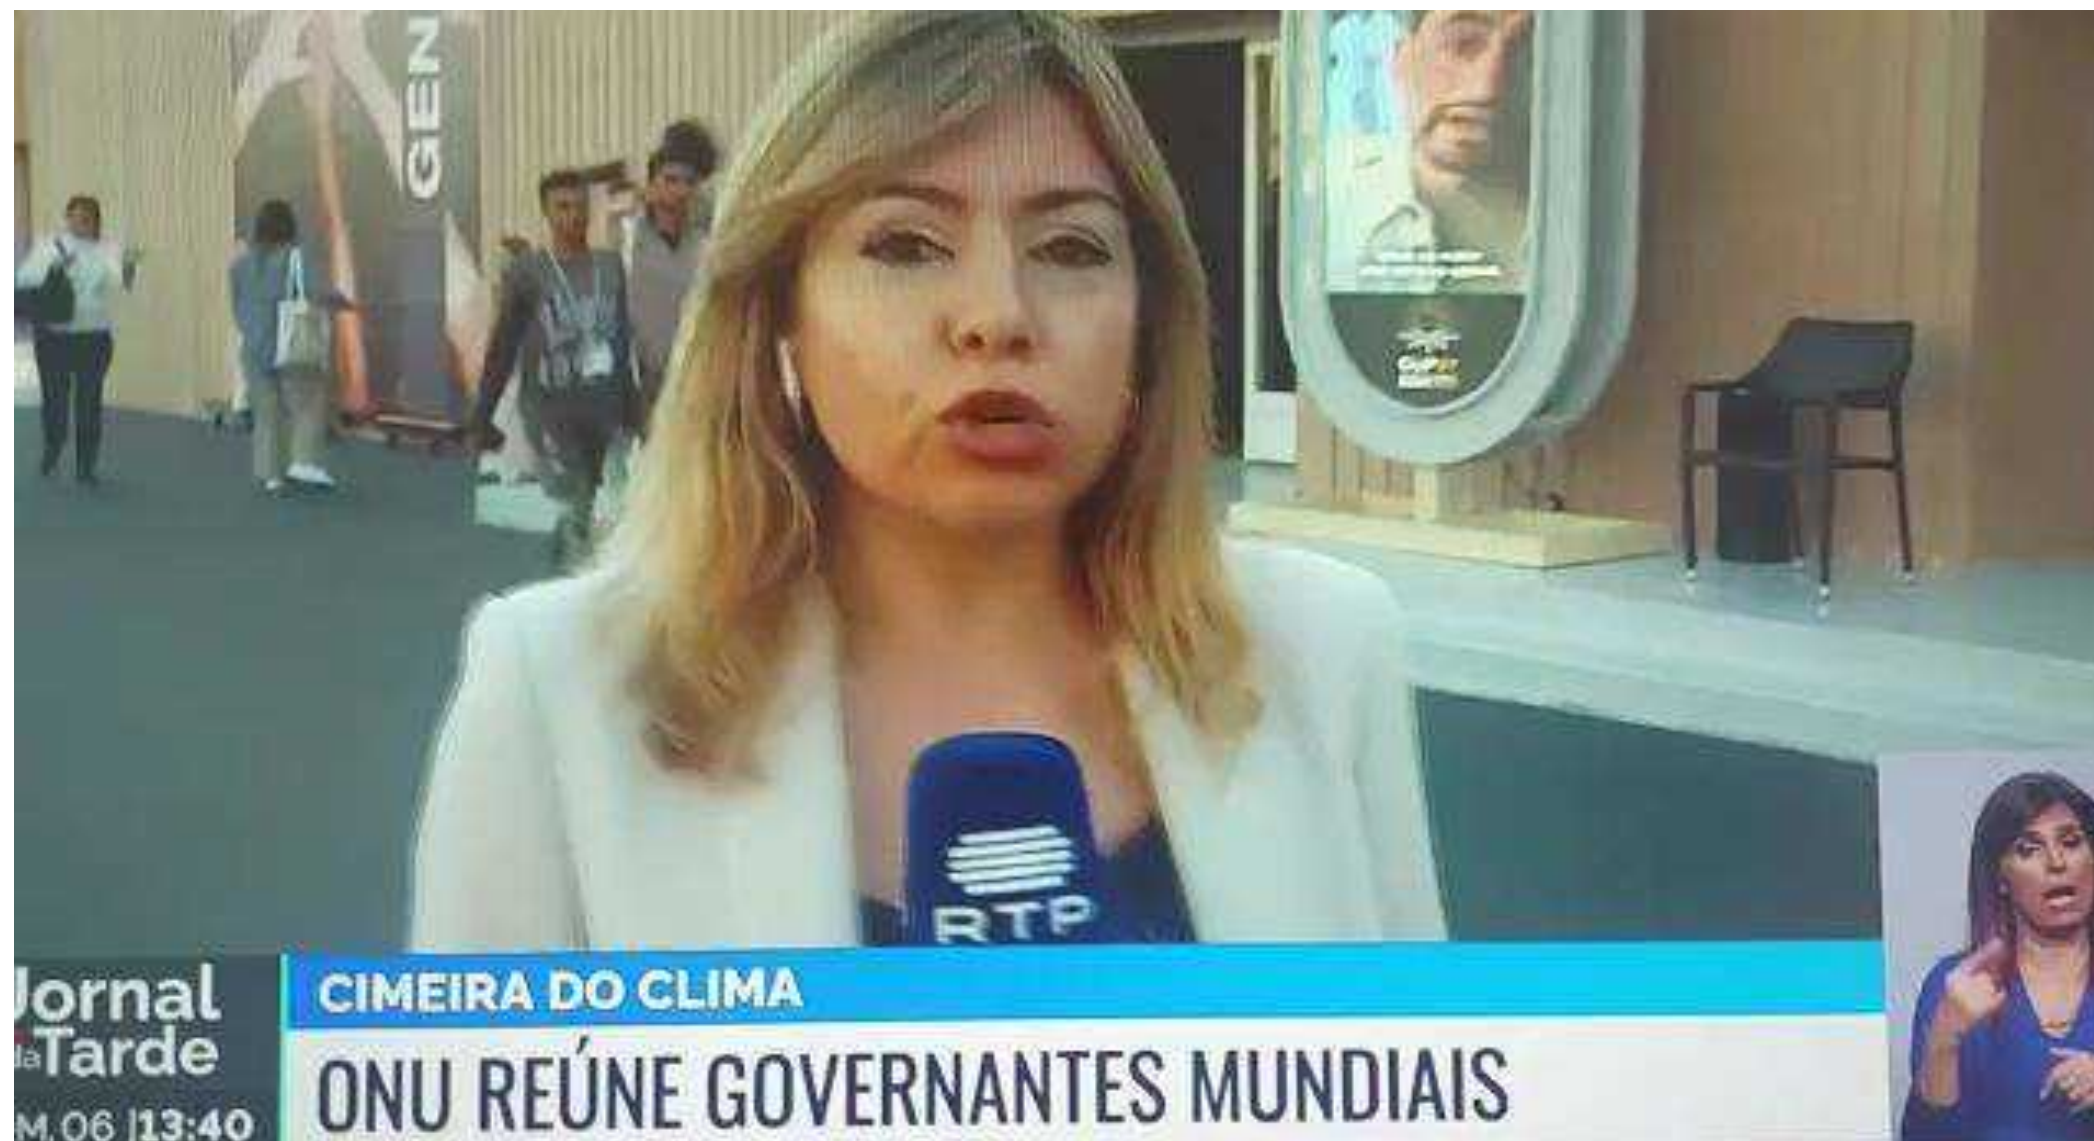 GEN
RTP
CIMEIRA DO CLIMA
ONU REÚNE GOVERNANTES MUNDIAIS
Jornal
da Tarde
M. 06 |13:40